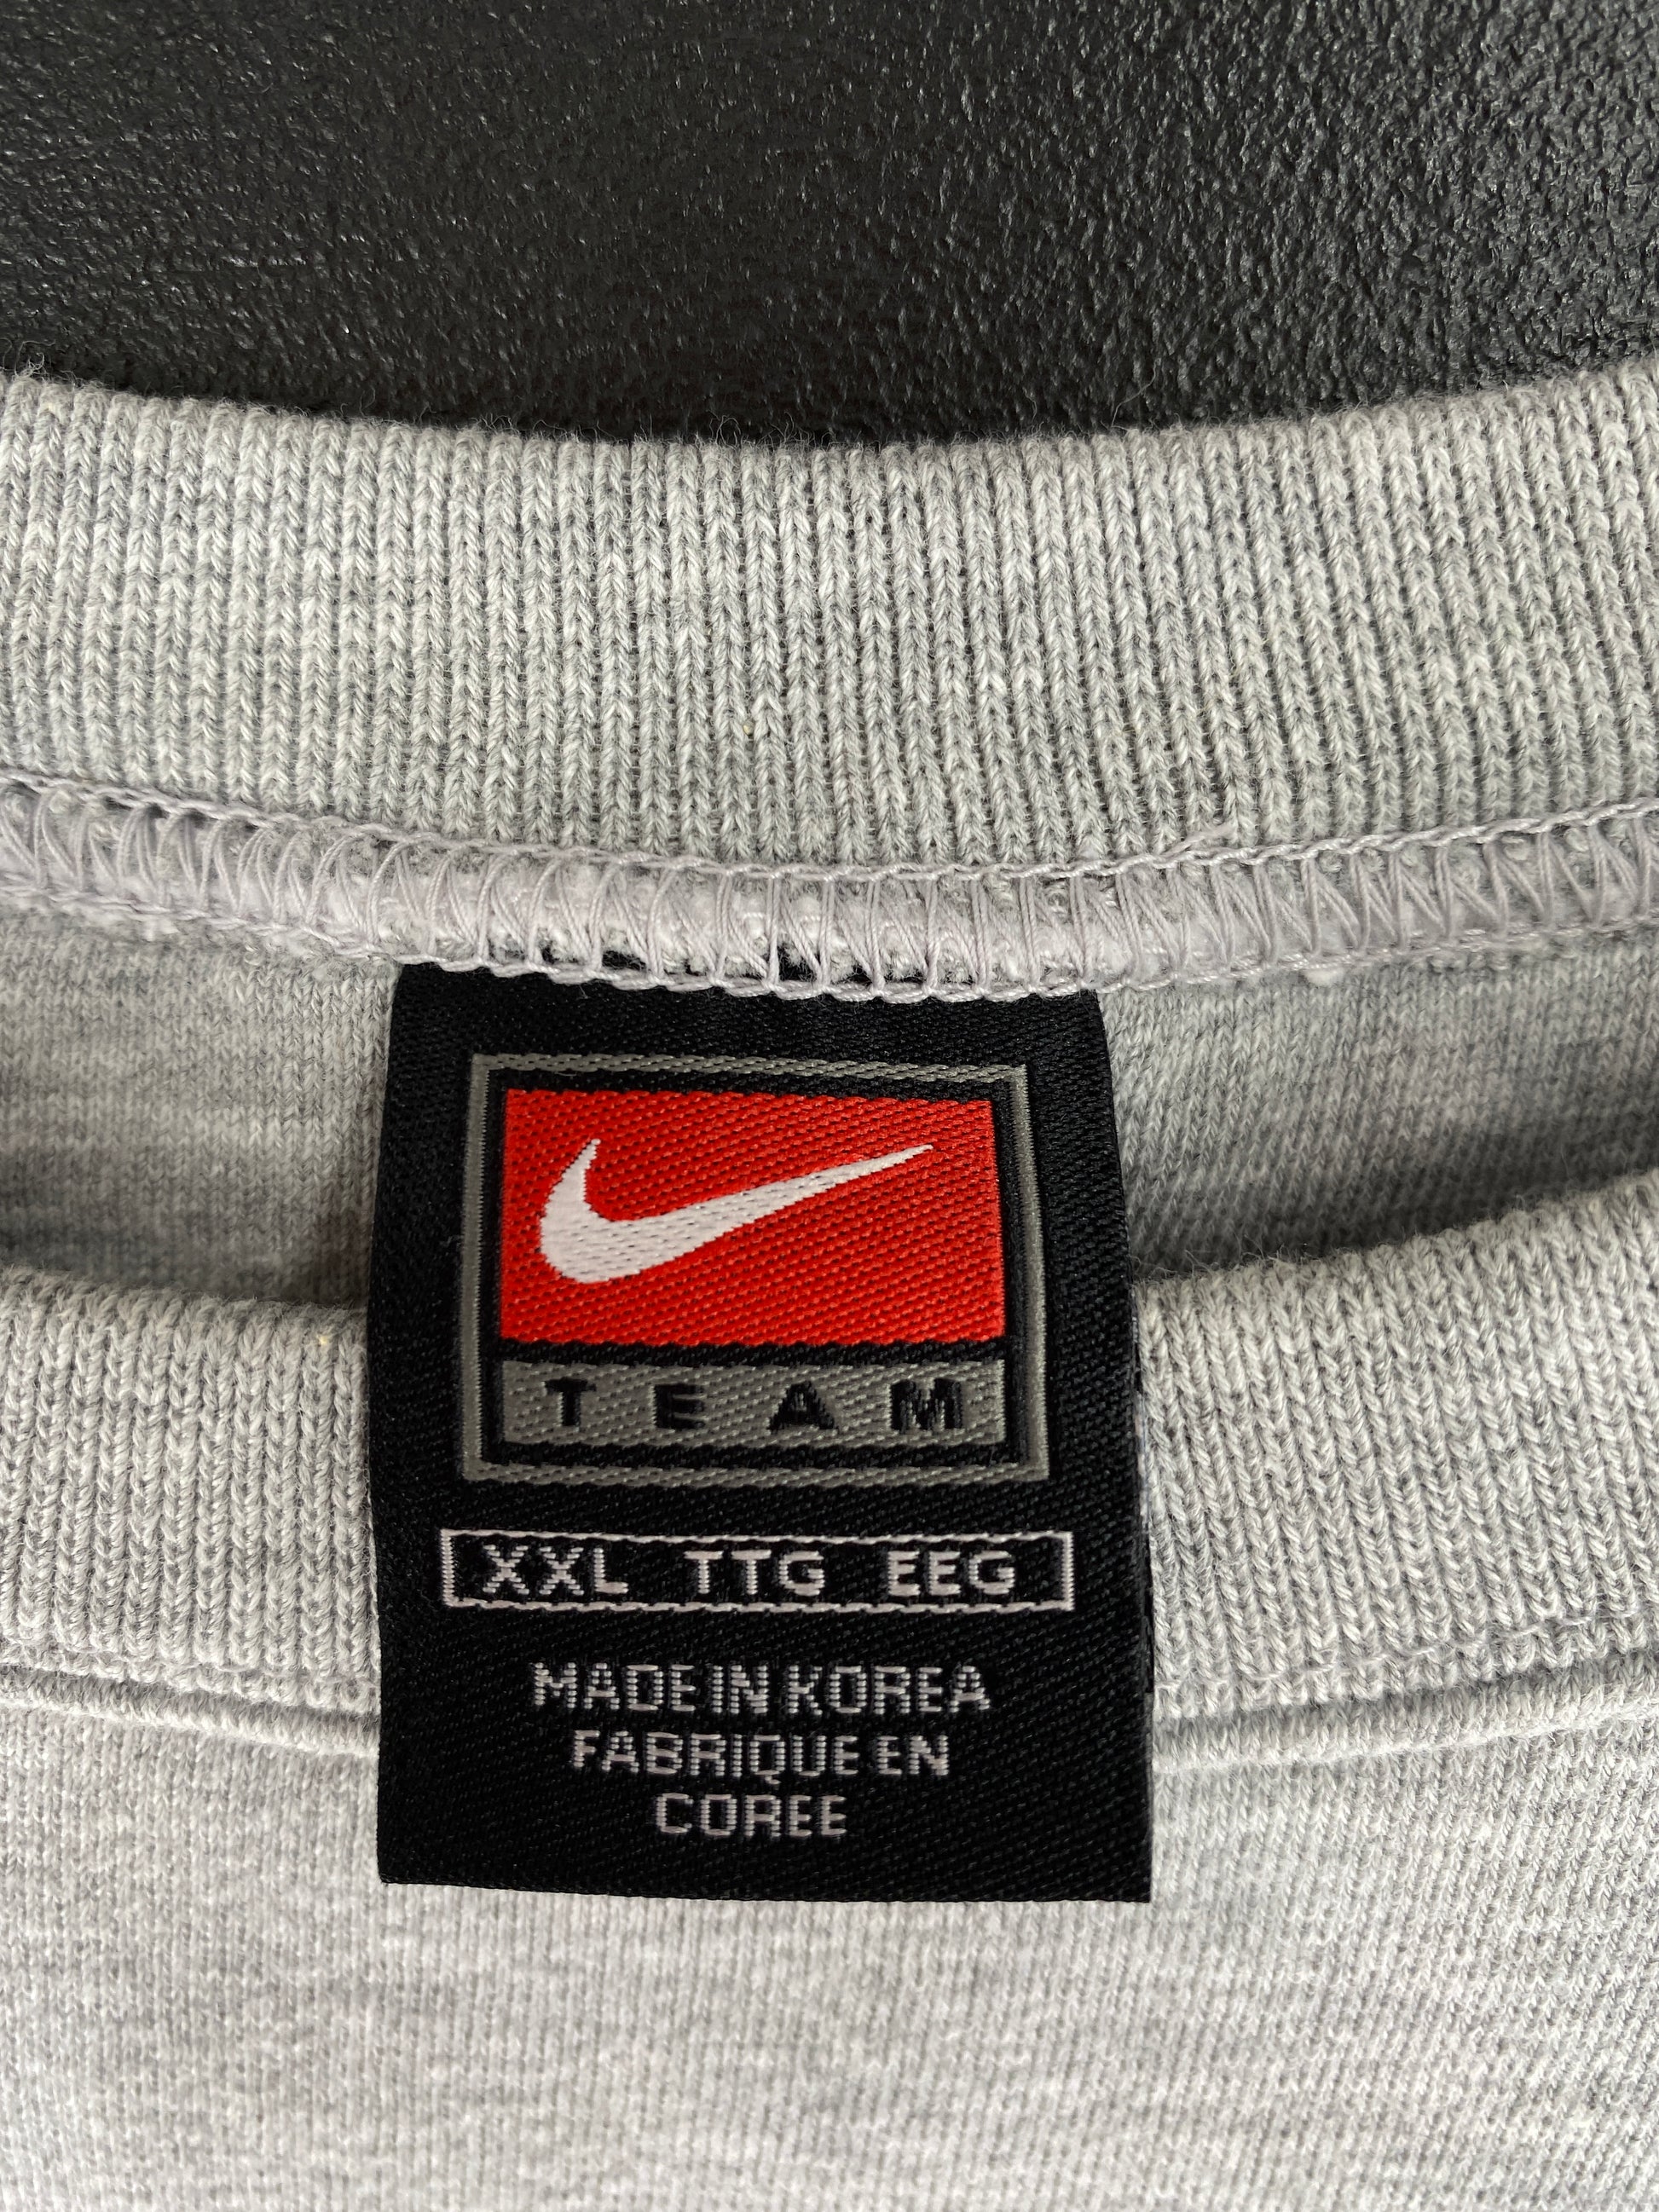 TEAM
XXL TTG EEG
MADE IN KOREA
FABRIQUE EN
COREE